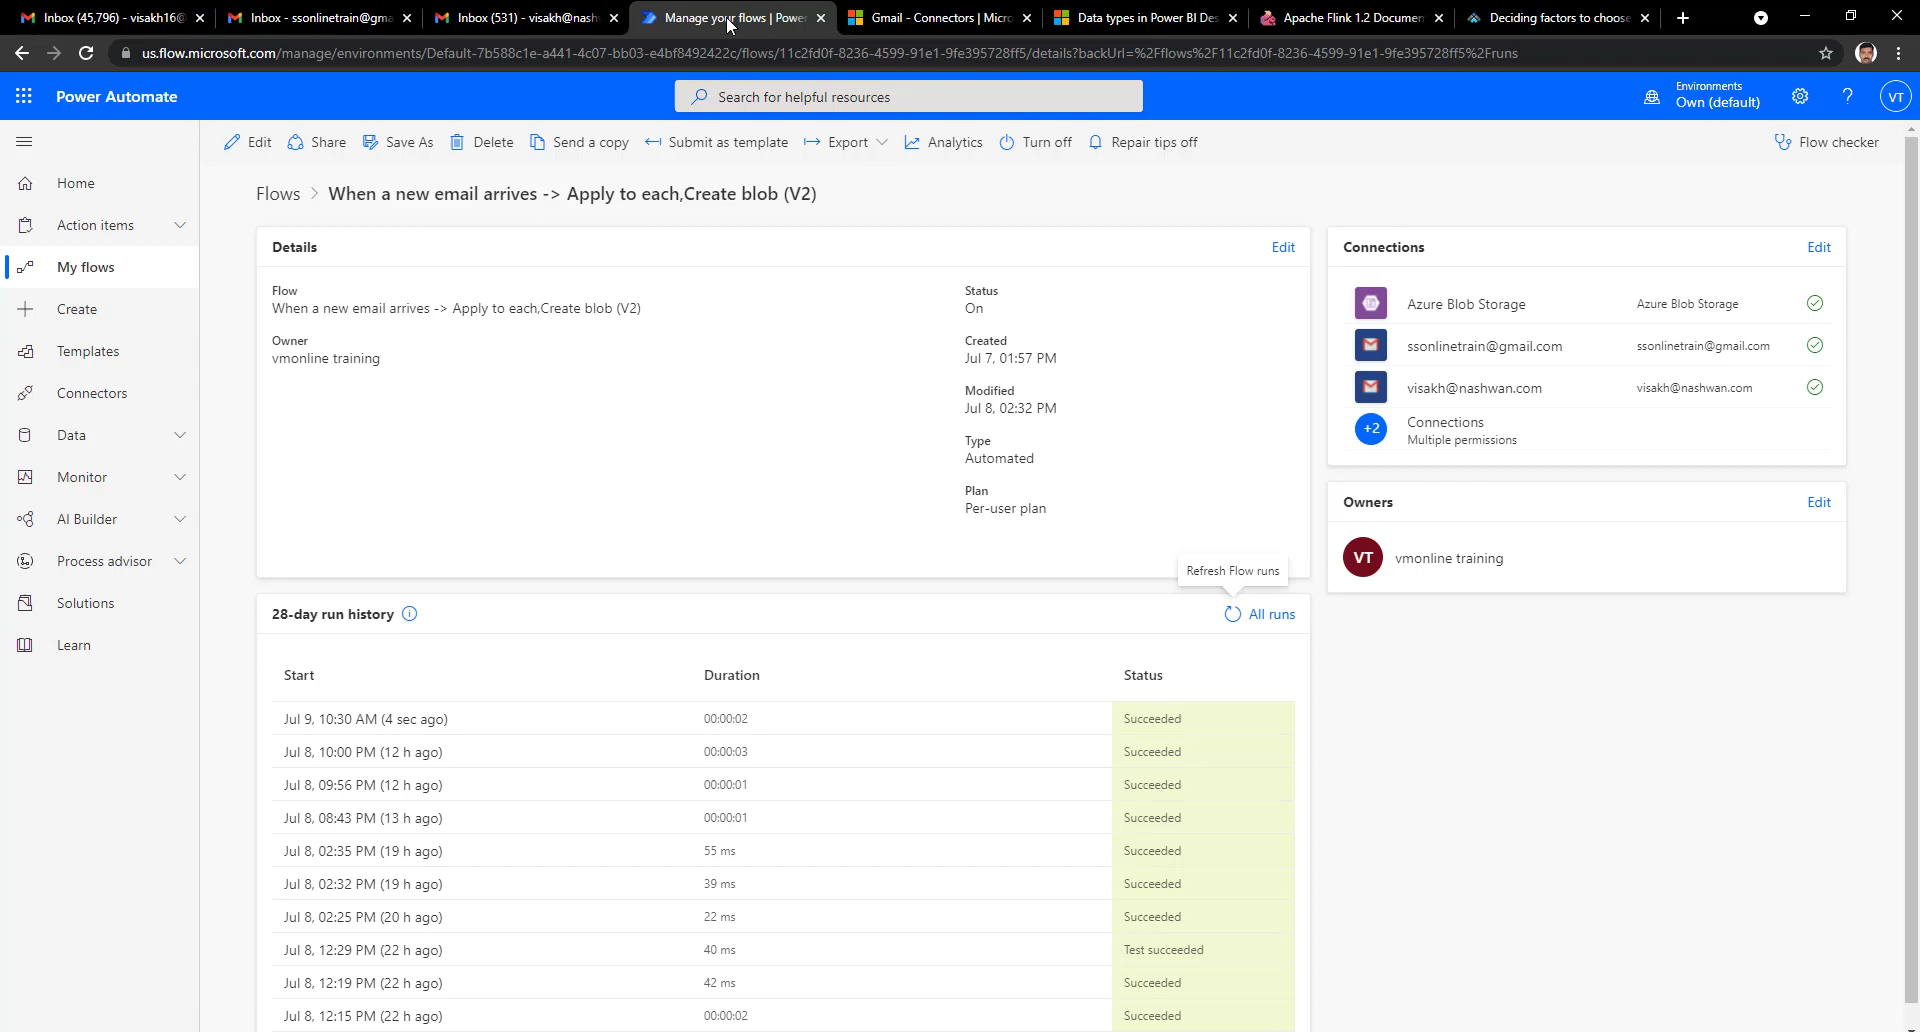 Inbox (45,796) - visakh16@
Inbox - ssonlinetrain@gma
Inbox (531) - visakh@nash
Manage your flows | Power
Gmail - Connectors | Micro
Data types in Power BI Des
Apache Flink 1.2 Documen
Deciding factors to choose
us.flow.microsoft.com/manage/environments/Default-7b588c1e-a441-4c07-bb03-e4bf8492422c/flows/11c2fd0f-8236-4599-91e1-9fe395728ff5/details?backUrl=%2Fflows%2F11c2fd0f-8236-4599-91e1-9fe395728ff5%2Fruns
Power Automate
Search for helpful resources
Environments
Own (default)
?
VT
Edit
Share
Save As
Delete
Send a copy
Submit as template
Export
Analytics
Turn off
Repair tips off
Flow checker
Home
Action items
My flows
Create
Templates
Connectors
Data
Monitor
AI Builder
Process advisor
Solutions
Learn
Flows > When a new email arrives -> Apply to each,Create blob (V2)
Details
Edit
Flow
When a new email arrives -> Apply to each,Create blob (V2)
Owner
vmonline training
Status
On
Created
Jul 7, 01:57 PM
Modified
Jul 8, 02:32 PM
Type
Automated
Plan
Per-user plan
Connections
Edit
Azure Blob Storage Azure Blob Storage
ssonlinetrain@gmail.com ssonlinetrain@gmail.com
visakh@nashwan.com visakh@nashwan.com
+2
Connections
Multiple permissions
Owners
Edit
VT
vmonline training
Refresh Flow runs
28-day run history
All runs
Start Duration Status
Jul 9, 10:30 AM (4 sec ago) 00:00:02 Succeeded
Jul 8, 10:00 PM (12 h ago) 00:00:03 Succeeded
Jul 8, 09:56 PM (12 h ago) 00:00:01 Succeeded
Jul 8, 08:43 PM (13 h ago) 00:00:01 Succeeded
Jul 8, 02:35 PM (19 h ago) 55 ms Succeeded
Jul 8, 02:32 PM (19 h ago) 39 ms Succeeded
Jul 8, 02:25 PM (20 h ago) 22 ms Succeeded
Jul 8, 12:29 PM (22 h ago) 40 ms Test succeeded
Jul 8, 12:19 PM (22 h ago) 42 ms Succeeded
Jul 8, 12:15 PM (22 h ago) 00:00:02 Succeeded